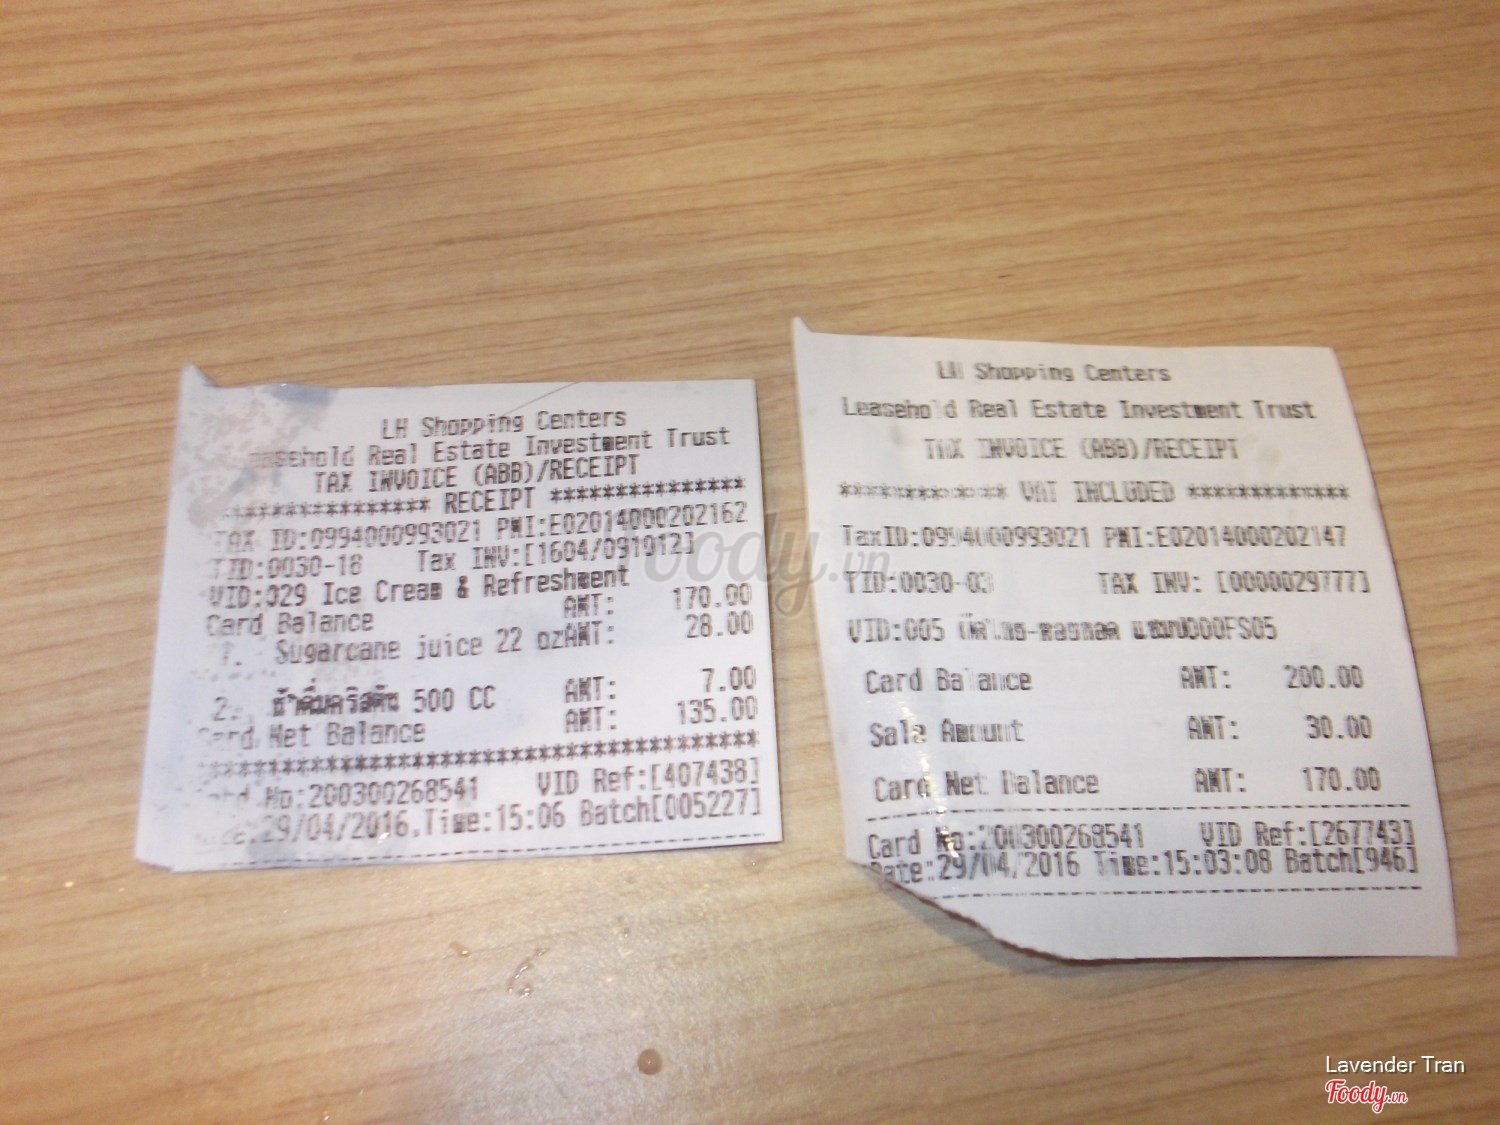 LH Shopping Centers
easehold Real Estate Investment Trust
TAX INVOICE (ABB)/RECEIPT
*************** RECEIPT ***************
TAX ID:0994000993021 PMI:E02014000202162
TID:0030-18 Tax INV:[1604/091012]
VID:029 Ice Cream & Refreshment
Card Balance AMT: 170.00
1. Sugarcane juice 22 ozAMT: 28.00
2. น้ำดื่มคริสตัล 500 CC AMT: 7.00
Card Net Balance AMT: 135.00
****************************************
No:200300268541 VID Ref:[407438]
29/04/2016,Time:15:06 Batch[005227]
LH Shopping Centers
Leasehold Real Estate Investment Trust
TAX INVOICE (ABB)/RECEIPT
************* VAT INCLUDED *************
TaxID:0994000993021 PMI:E02014000202147
TID:0030-03 TAX INV: [0000029777]
VID:005
Card Balance AMT: 200.00
Sale Amount AMT: 30.00
Card Net Balance AMT: 170.00
Card No:200300268541 VID Ref:[267743]
Date:29/04/2016 Time:15:03:08 Batch[946]
foody.vn
Lavender Tran
Foody.vn